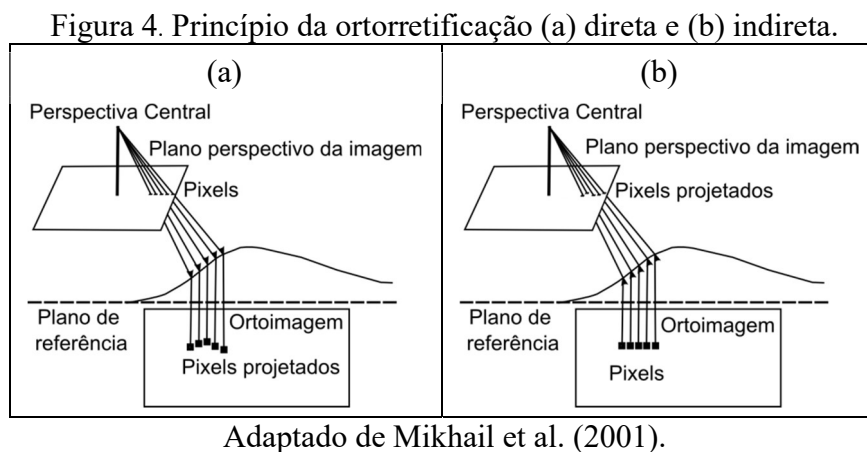 Figura 4. Princípio da ortorretificação (a) direta e (b) indireta.
(a)
Perspectiva Central
Plano perspectivo da imagem
Pixels
Plano de
referência
Ortoimagem
Pixels projetados
(b)
Perspectiva Central
Plano perspectivo da imagem
Pixels projetados
Plano de
referência
Ortoimagem
Pixels
Adaptado de Mikhail et al. (2001).